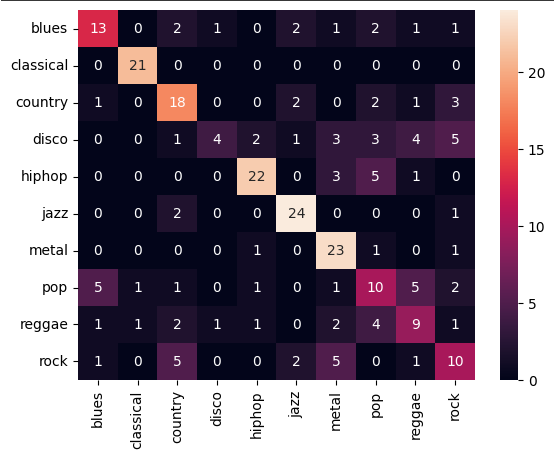 blues 13 0 2 1 0 2 1 2 1 1
classical 0 21 0 0 0 0 0 0 0 0
country 1 0 18 0 0 2 0 2 1 3
disco 0 0 1 4 2 1 3 3 4 5
hiphop 0 0 0 0 22 0 3 5 1 0
jazz 0 0 2 0 0 24 0 0 0 1
metal 0 0 0 0 1 0 23 1 0 1
pop 5 1 1 0 1 0 1 10 5 2
reggae 1 1 2 1 1 0 2 4 9 1
rock 1 0 5 0 0 2 5 0 1 10
blues classical country disco hiphop jazz metal pop reggae rock
20
15
10
5
0